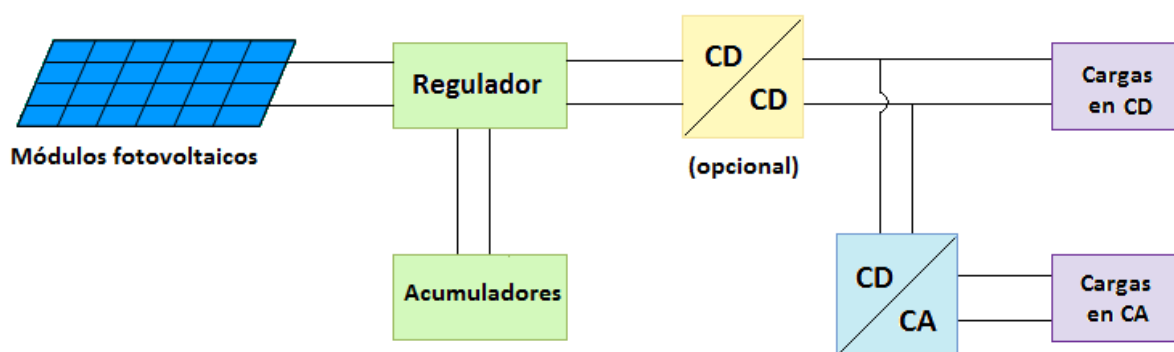 Módulos fotovoltaicos
Regulador
Acumuladores
CD
CD
(opcional)
CD
CA
Cargas
en CD
Cargas
en CA